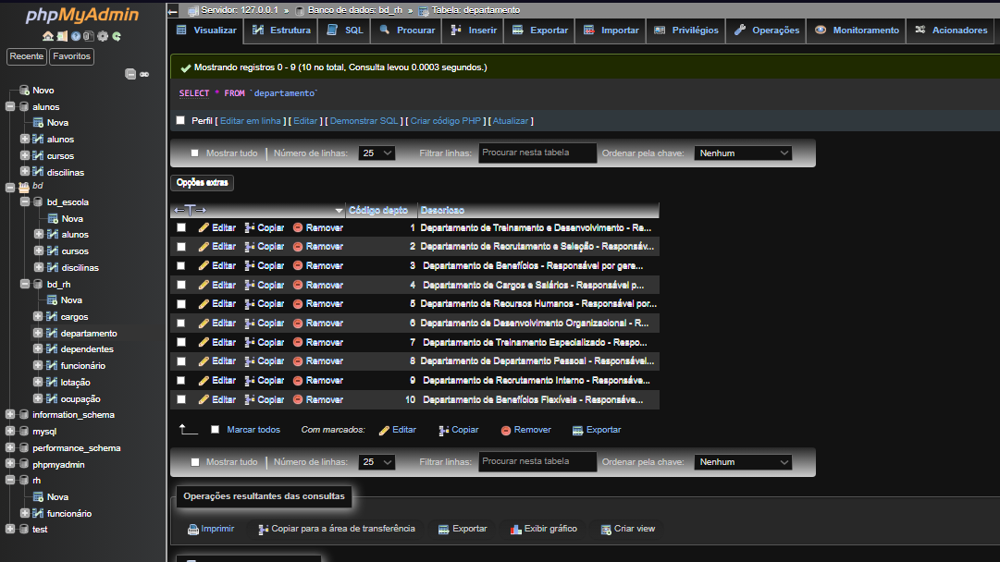 phpMyAdmin
Recente Favoritos
Novo
alunos
Nova
alunos
cursos
discilinas
bd
bd_escola
Nova
alunos
cursos
discilinas
bd_rh
Nova
cargos
departamento
dependentes
funcionário
lotação
ocupação
information_schema
mysql
performance_schema
phpmyadmin
rh
Nova
funcionário
test
Servidor: 127.0.0.1 » Banco de dados: bd_rh » Tabela: departamento
Visualizar Estrutura SQL Procurar Inserir Exportar Importar Privilégios Operações Monitoramento Acionadores
Mostrando registros 0 - 9 (10 no total, Consulta levou 0.0003 segundos.)
SELECT * FROM `departamento`
Perfil [ Editar em linha ] [ Editar ] [ Demonstrar SQL ] [ Criar código PHP ] [ Atualizar ]
Mostrar tudo | Número de linhas: 25 Filtrar linhas: Procurar nesta tabela Ordenar pela chave: Nenhum
Opções extras
←T→ Código depto Descricao
Editar Copiar Remover 1 Departamento de Treinamento e Desenvolvimento - Re...
Editar Copiar Remover 2 Departamento de Recrutamento e Seleção - Responsáv...
Editar Copiar Remover 3 Departamento de Benefícios - Responsável por gere...
Editar Copiar Remover 4 Departamento de Cargos e Salários - Responsável p...
Editar Copiar Remover 5 Departamento de Recursos Humanos - Responsável por...
Editar Copiar Remover 6 Departamento de Desenvolvimento Organizacional - R...
Editar Copiar Remover 7 Departamento de Treinamento Especializado - Respo...
Editar Copiar Remover 8 Departamento de Departamento Pessoal - Responsável...
Editar Copiar Remover 9 Departamento de Recrutamento Interno - Responsáve...
Editar Copiar Remover 10 Departamento de Benefícios Flexíveis - Responsáve...
Marcar todos Com marcados: Editar Copiar Remover Exportar
Mostrar tudo | Número de linhas: 25 Filtrar linhas: Procurar nesta tabela Ordenar pela chave: Nenhum
Operações resultantes das consultas
Imprimir Copiar para a área de transferência Exportar Exibir gráfico Criar view